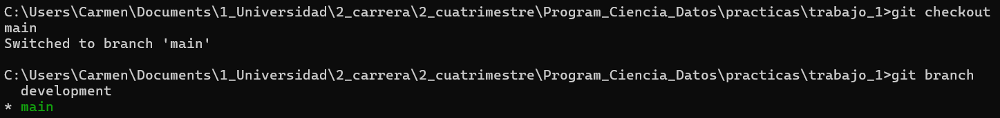 C:\Users\Carmen\Documents\1_Universidad\2_carrera\2_cuatrimestre\Program_Ciencia_Datos\practicas\trabajo_1>git checkout
main
Switched to branch 'main'
C:\Users\Carmen\Documents\1_Universidad\2_carrera\2_cuatrimestre\Program_Ciencia_Datos\practicas\trabajo_1>git branch
  development
* main